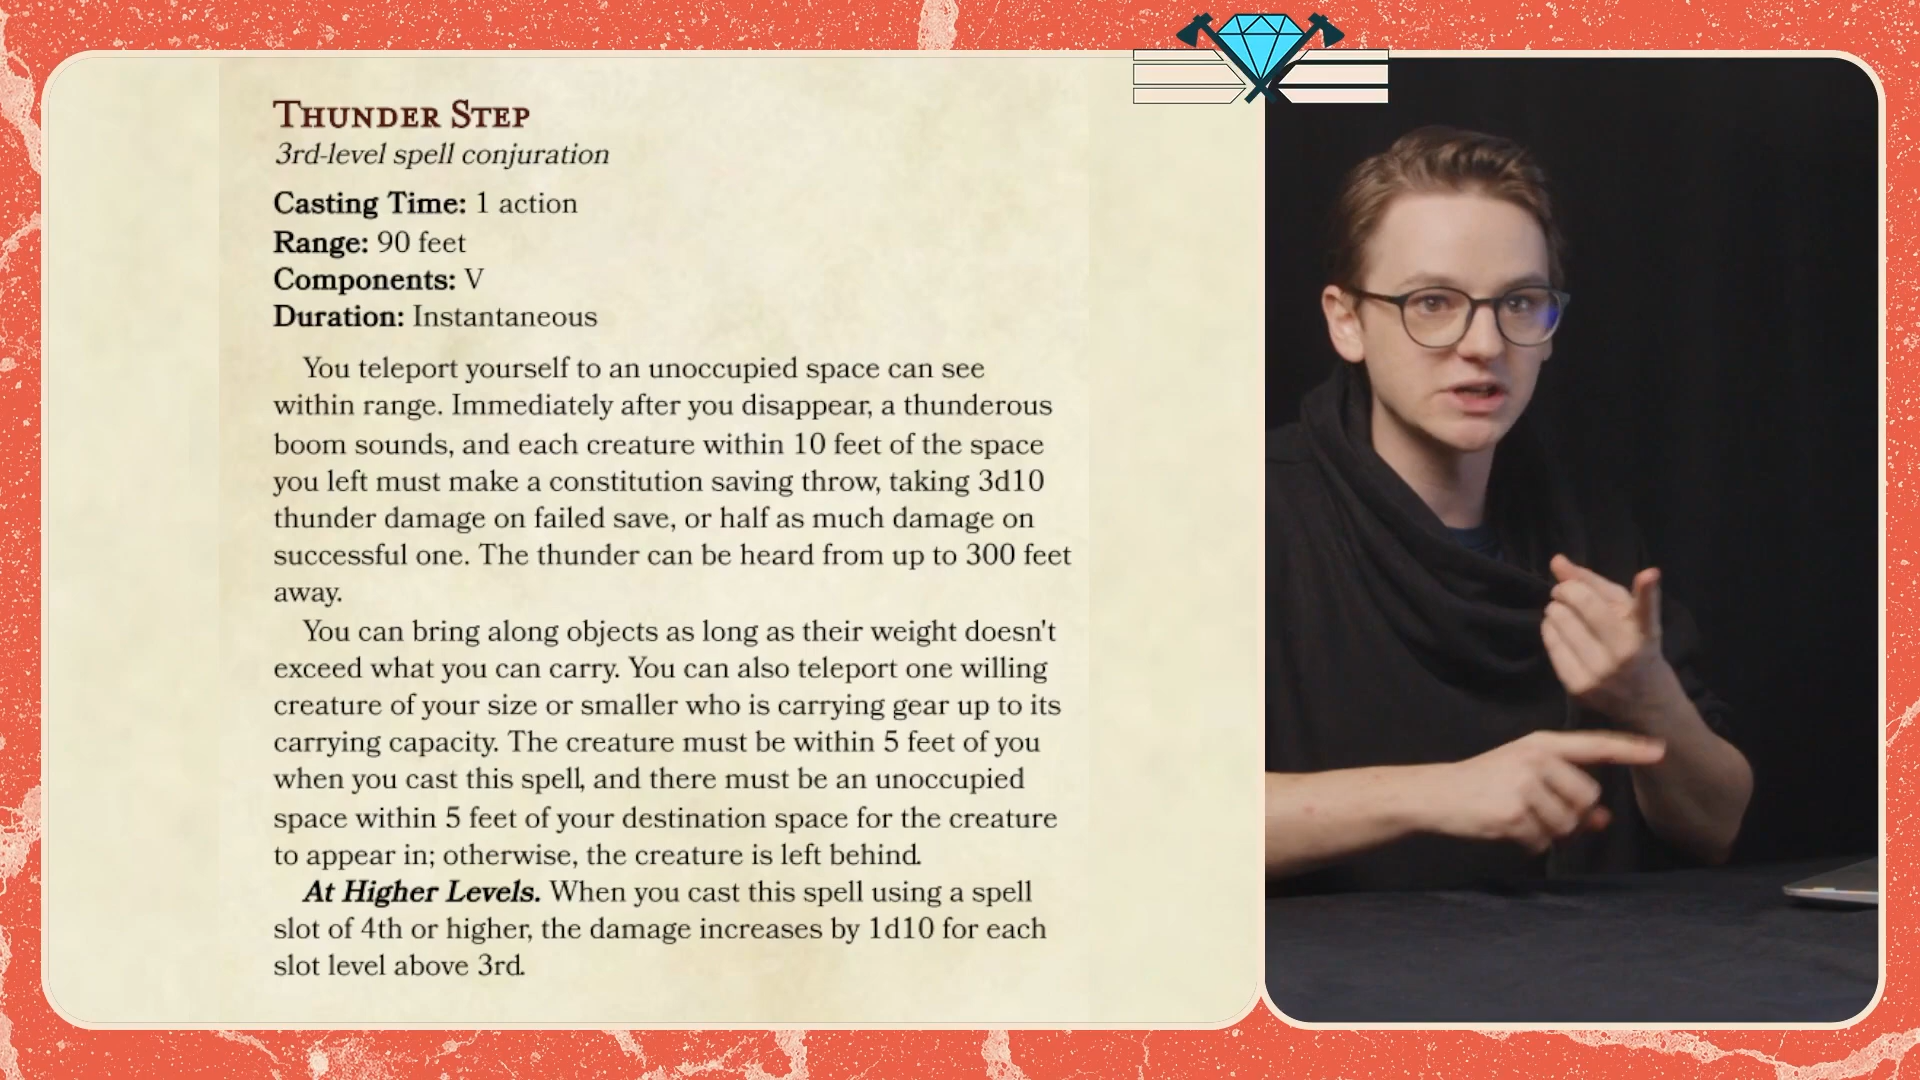 THUNDER STEP
3rd-level spell conjuration
Casting Time: 1 action
Range: 90 feet
Components: V
Duration: Instantaneous
You teleport yourself to an unoccupied space can see
within range. Immediately after you disappear, a thunderous
boom sounds, and each creature within 10 feet of the space
you left must make a constitution saving throw, taking 3d10
thunder damage on failed save, or half as much damage on
successful one. The thunder can be heard from up to 300 feet
away.
You can bring along objects as long as their weight doesn't
exceed what you can carry. You can also teleport one willing
creature of your size or smaller who is carrying gear up to its
carrying capacity. The creature must be within 5 feet of you
when you cast this spell, and there must be an unoccupied
space within 5 feet of your destination space for the creature
to appear in; otherwise, the creature is left behind.
At Higher Levels. When you cast this spell using a spell
slot of 4th or higher, the damage increases by 1d10 for each
slot level above 3rd.